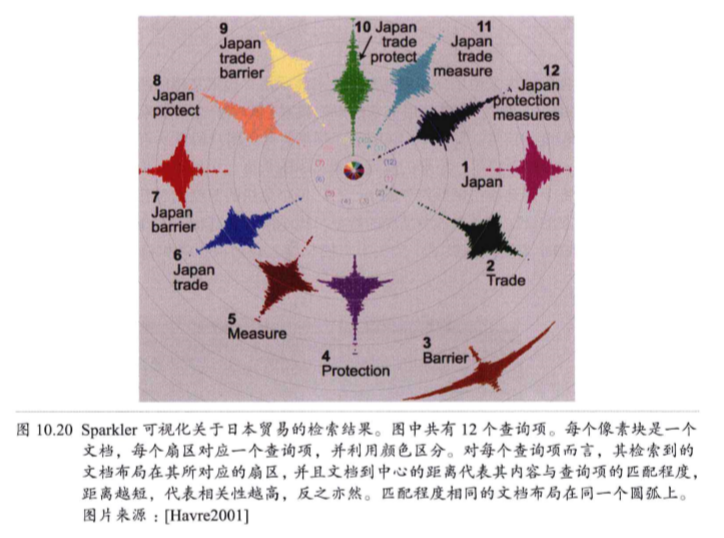 9
Japan
trade
barrier
10 Japan
trade
protect
11
Japan
trade
measure
12
Japan
protection
measures
8
Japan
protect
1
Japan
7
Japan
barrier
6
Japan
trade
2
Trade
5
Measure
4
Protection
3
Barrier
(7)
(12)
(6)
(1)
(5)
(2)
(4)
(3)
图 10.20 Sparkler 可视化关于日本贸易的检索结果。图中共有 12 个查询项。每个像素块是一个
文档，每个扇区对应一个查询项，并利用颜色区分。对每个查询项而言，其检索到的
文档布局在其所对应的扇区，并且文档到中心的距离代表其内容与查询项的匹配程度，
距离越短，代表相关性越高，反之亦然。匹配程度相同的文档布局在同一个圆弧上。
图片来源：[Havre2001]